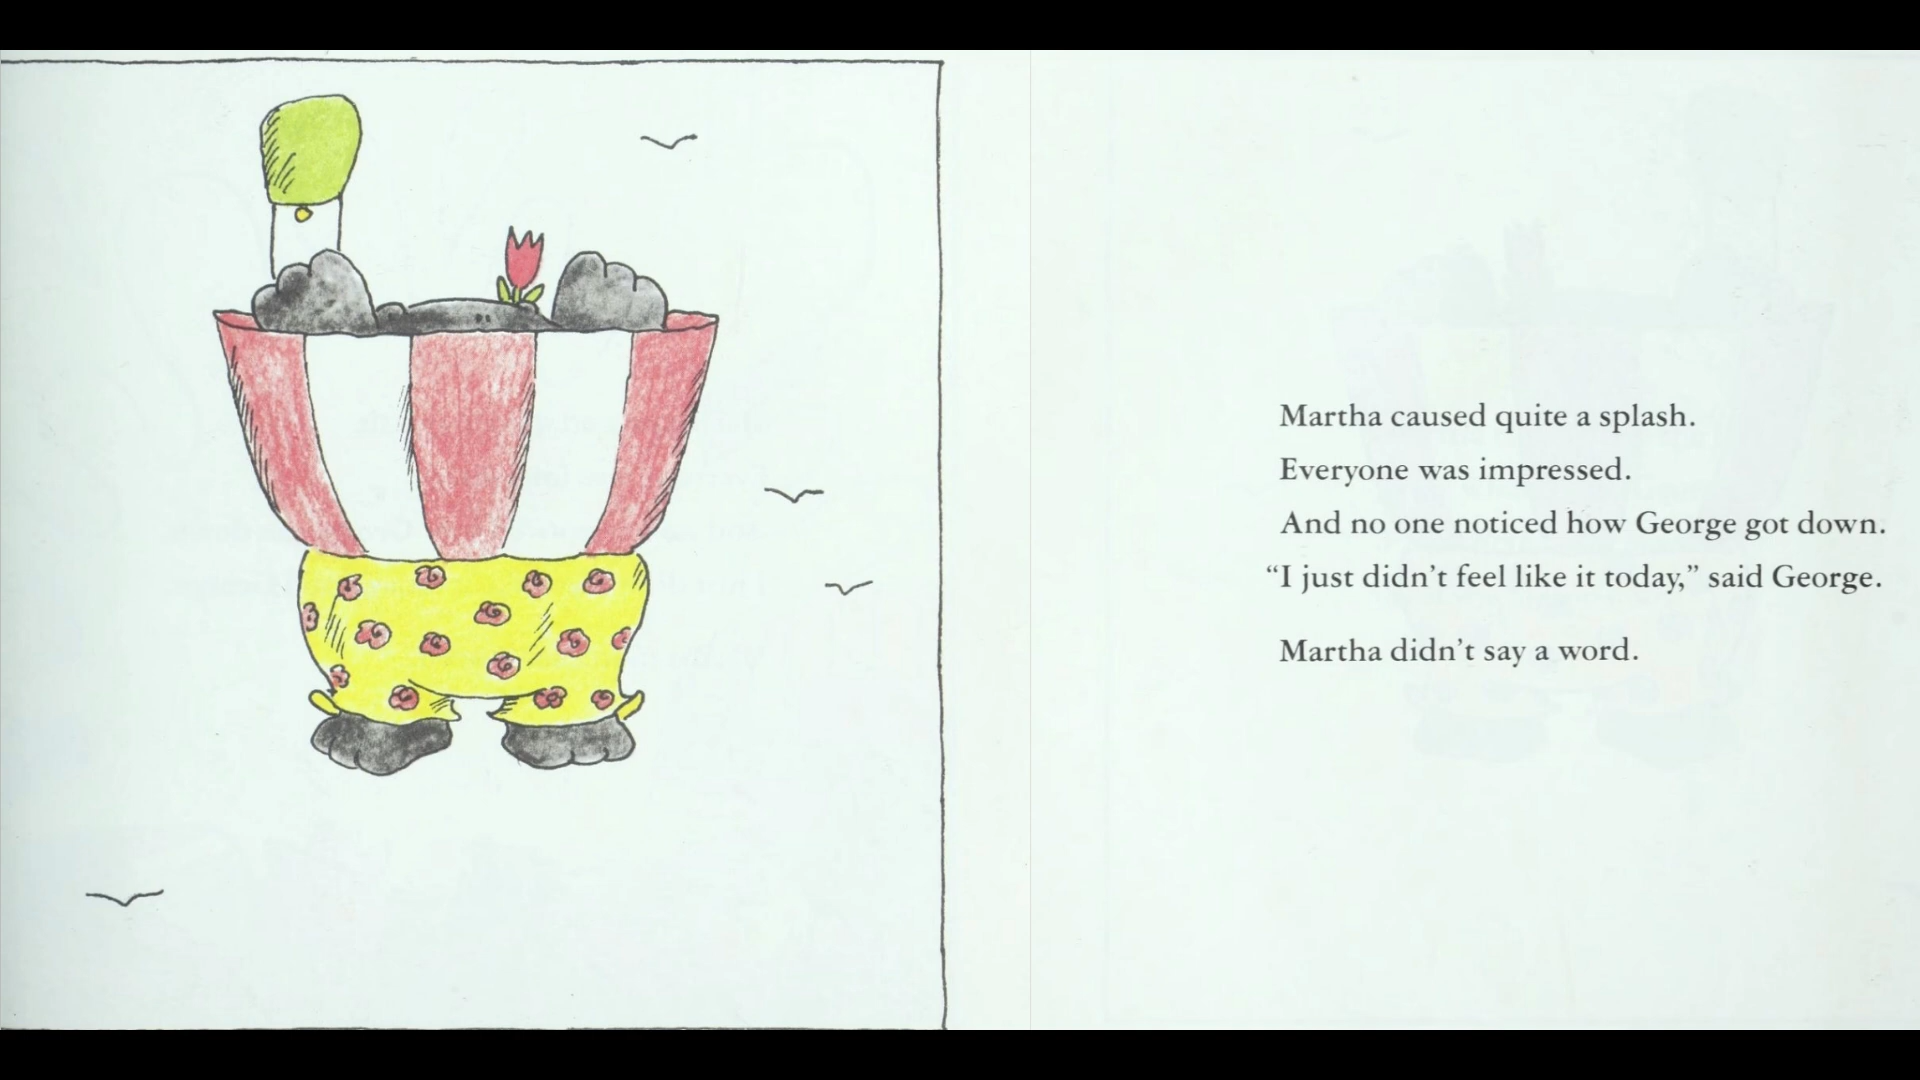 Martha caused quite a splash.
Everyone was impressed.
And no one noticed how George got down.
“I just didn’t feel like it today,” said George.
Martha didn’t say a word.